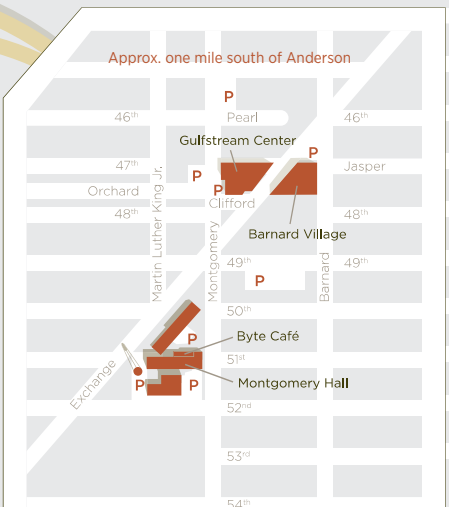 Approx. one mile south of Anderson
P
46th
Pearl
46th
Gulfstream Center
P
47th
Jasper
P
Orchard
P
Clifford
48th
48th
Martin Luther King Jr.
Montgomery
Barnard
Barnard Village
49th
49th
P
50th
P
Byte Café
51st
Exchange
P
P
Montgomery Hall
52nd
53rd
54th